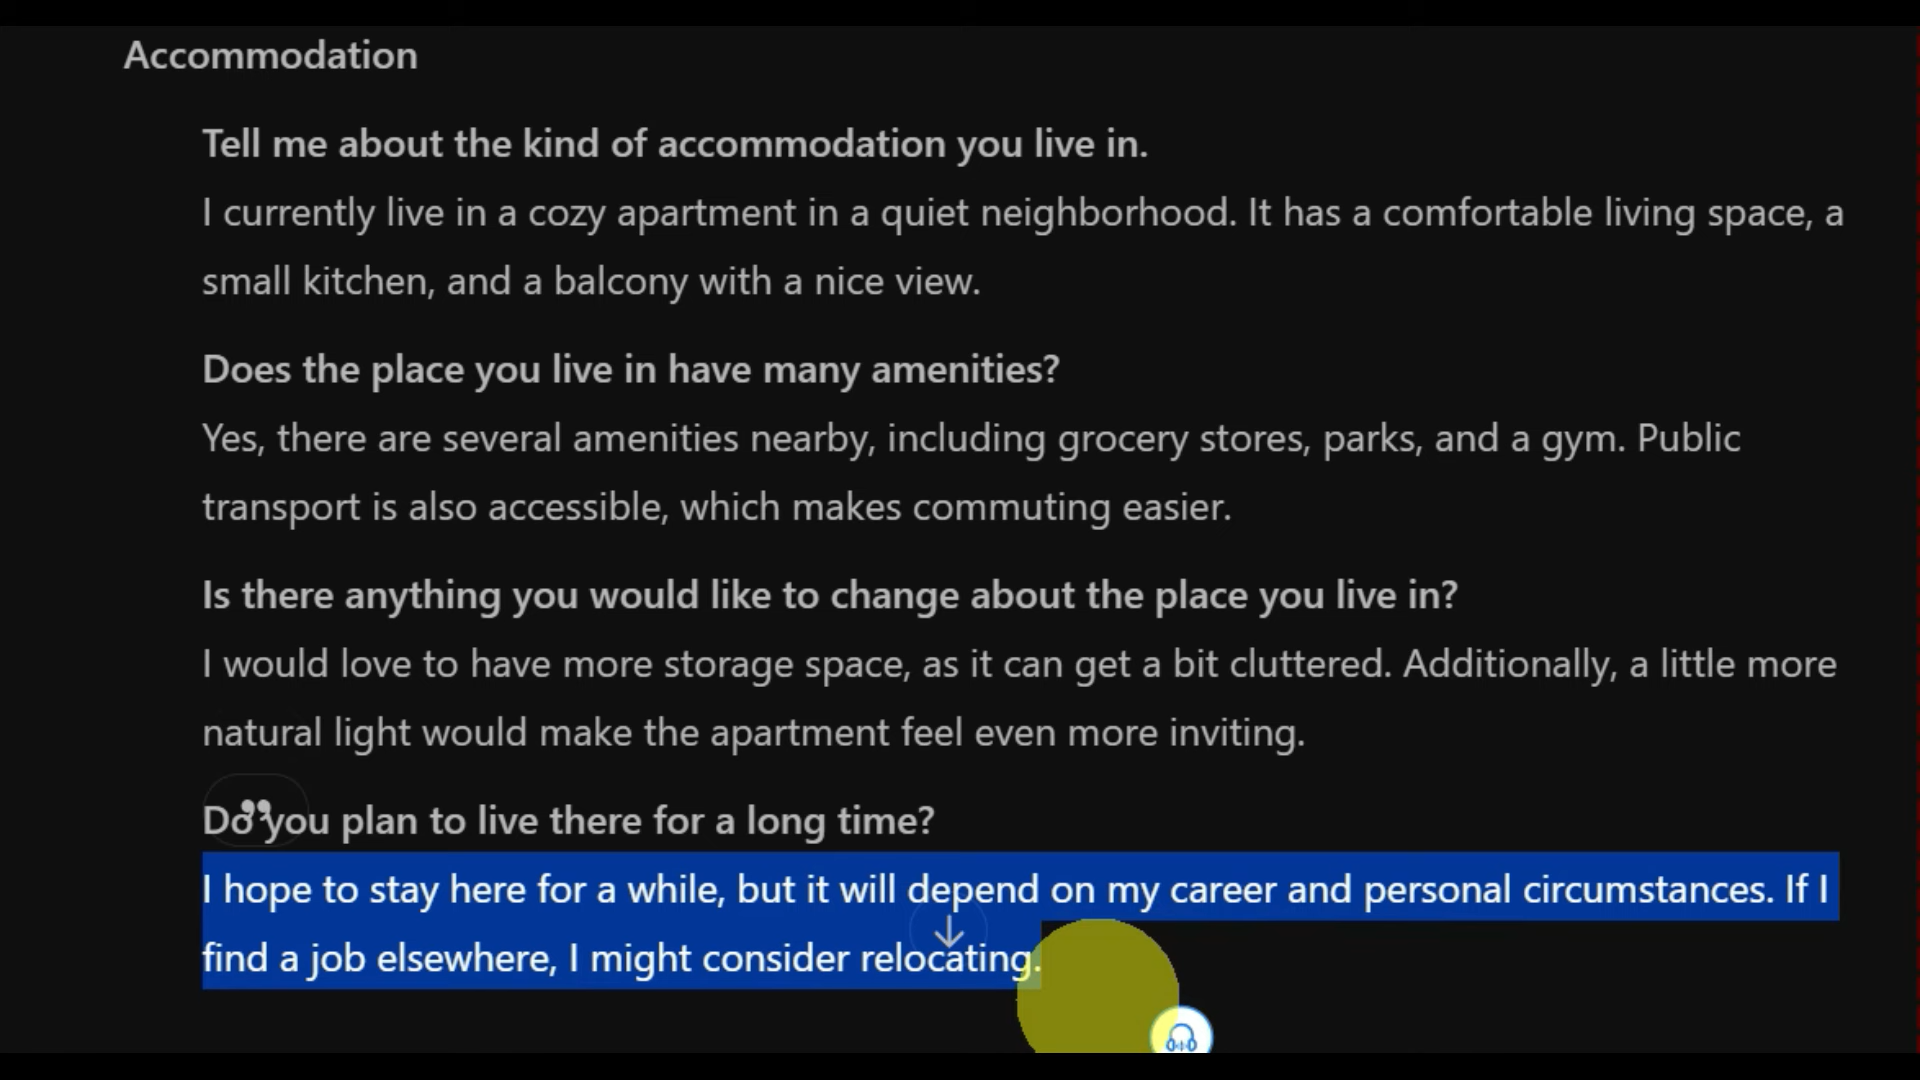 Accommodation
Tell me about the kind of accommodation you live in.
I currently live in a cozy apartment in a quiet neighborhood. It has a comfortable living space, a
small kitchen, and a balcony with a nice view.
Does the place you live in have many amenities?
Yes, there are several amenities nearby, including grocery stores, parks, and a gym. Public
transport is also accessible, which makes commuting easier.
Is there anything you would like to change about the place you live in?
I would love to have more storage space, as it can get a bit cluttered. Additionally, a little more
natural light would make the apartment feel even more inviting.
Do you plan to live there for a long time?
I hope to stay here for a while, but it will depend on my career and personal circumstances. If I
find a job elsewhere, I might consider relocating.